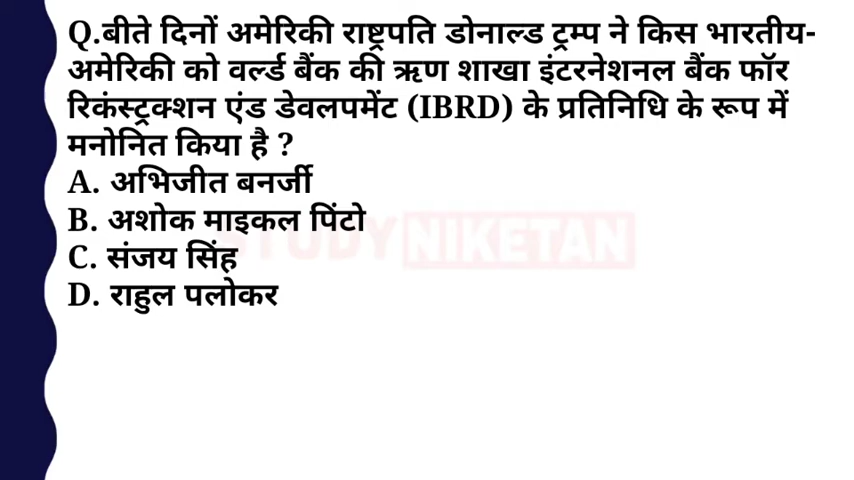 Q.बीते दिनों अमेरिकी राष्ट्रपति डोनाल्ड ट्रम्प ने किस भारतीय-
अमेरिकी को वर्ल्ड बैंक की ऋण शाखा इंटरनेशनल बैंक फॉर
रिकंस्ट्रक्शन एंड डेवलपमेंट (IBRD) के प्रतिनिधि के रूप में
मनोनित किया है ?
A. अभिजीत बनर्जी
B. अशोक माइकल पिंटो
STUDY NIKETAN
C. संजय सिंह
D. राहुल पलोकर